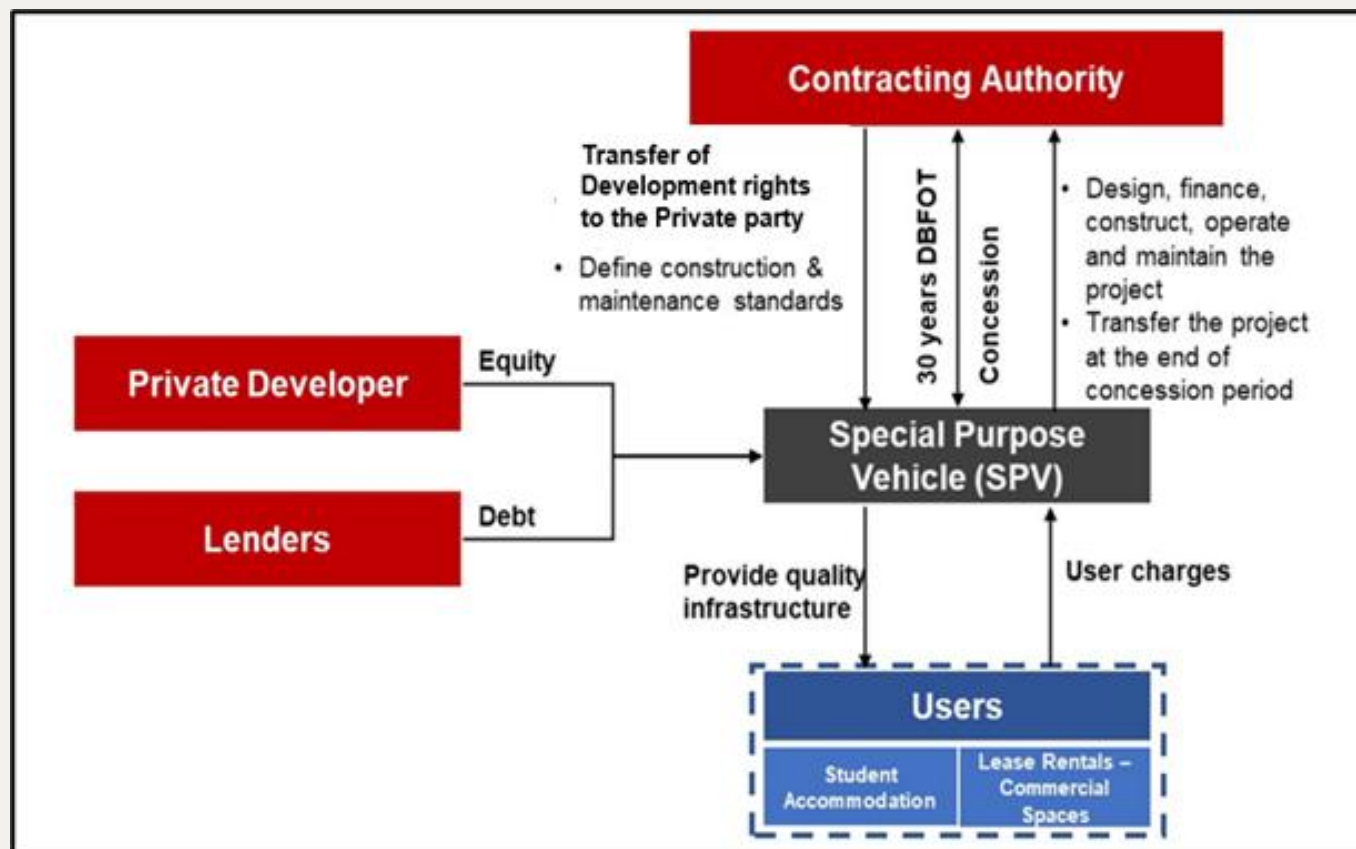 Contracting Authority
Transfer of
Development rights
to the Private party
• Define construction &
maintenance standards
30 years DBFOT
Concession
• Design, finance,
construct, operate
and maintain the
project
• Transfer the project
at the end of
concession period
Private Developer
Equity
Lenders
Debt
Special Purpose
Vehicle (SPV)
Provide quality
infrastructure
User charges
Users
Student
Accommodation
Lease Rentals –
Commercial
Spaces